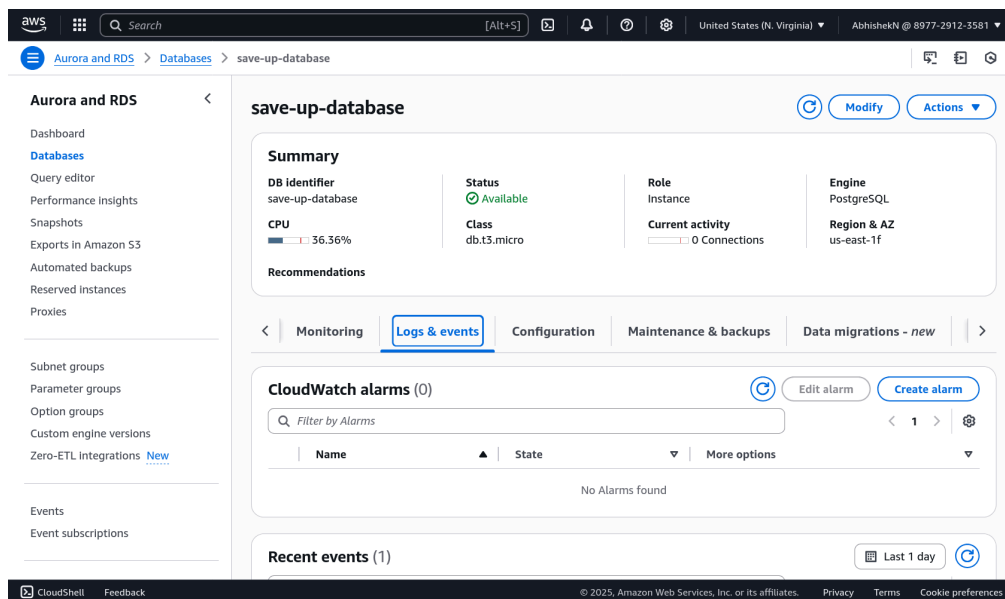 aws
Search [Alt+S] United States (N. Virginia) ▼ AbhishekN @ 8977-2912-3581 ▼
Aurora and RDS > Databases > save-up-database
Aurora and RDS
Dashboard
Databases
Query editor
Performance insights
Snapshots
Exports in Amazon S3
Automated backups
Reserved instances
Proxies
Subnet groups
Parameter groups
Option groups
Custom engine versions
Zero-ETL integrations New
Events
Event subscriptions
save-up-database
Modify
Actions ▼
Summary
DB identifier
save-up-database
Status
Available
Role
Instance
Engine
PostgreSQL
CPU
36.36%
Class
db.t3.micro
Current activity
0 Connections
Region & AZ
us-east-1f
Recommendations
Monitoring
Logs & events
Configuration
Maintenance & backups
Data migrations - new
CloudWatch alarms (0)
Edit alarm
Create alarm
Filter by Alarms
1
Name
State
More options
No Alarms found
Recent events (1)
Last 1 day
CloudShell Feedback
© 2025, Amazon Web Services, Inc. or its affiliates. Privacy Terms Cookie preferences